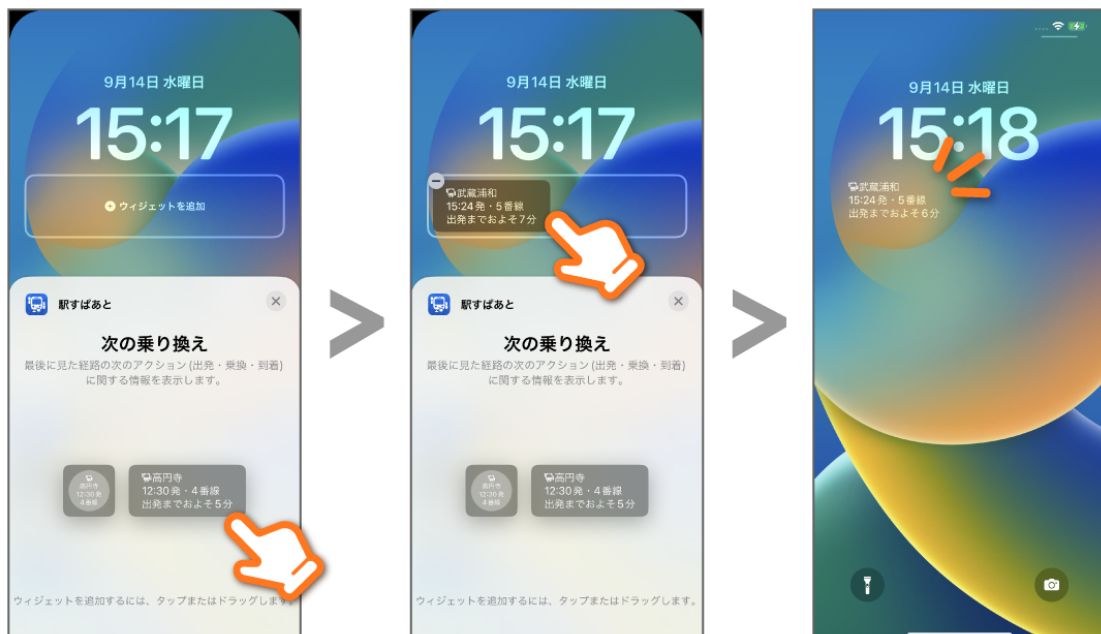 9月14日 水曜日
15:17
ウィジェットを追加
駅すぱあと
次の乗り換え
最後に見た経路の次のアクション(出発・乗換・到着)
に関する情報を表示します。
高円寺
12:30発
4番線
高円寺
12:30発・4番線
出発までおよそ5分
ウィジェットを追加するには、タップまたはドラッグします。
>
9月14日 水曜日
15:17
武蔵浦和
15:24発・5番線
出発までおよそ7分
駅すぱあと
次の乗り換え
最後に見た経路の次のアクション(出発・乗換・到着)
に関する情報を表示します。
高円寺
12:30発
4番線
高円寺
12:30発・4番線
出発までおよそ5分
ウィジェットを追加するには、タップまたはドラッグします。
>
9月14日 水曜日
15:18
武蔵浦和
15:24発・5番線
出発までおよそ6分